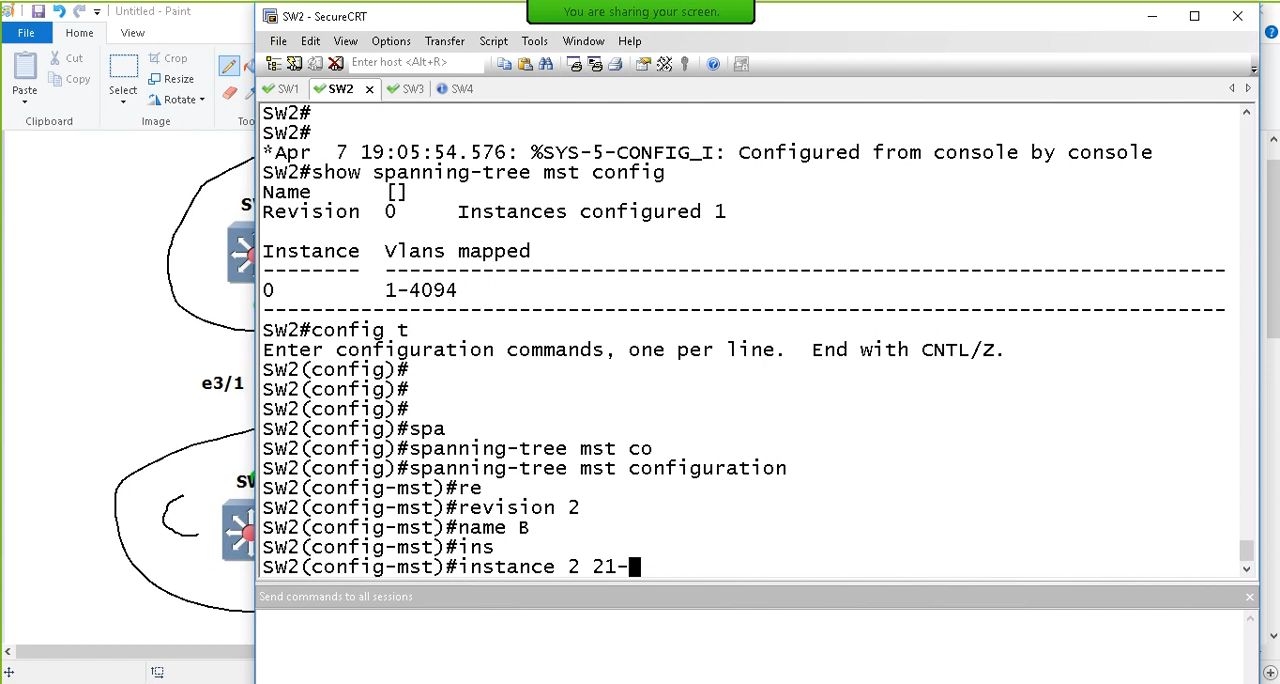 Untitled - Paint
File Home View
Cut
Copy
Paste
Clipboard
Select
Crop
Resize
Rotate
Image
e3/1
You are sharing your screen.
SW2 - SecureCRT
File Edit View Options Transfer Script Tools Window Help
Enter host <Alt+R>
SW1 SW2 SW3 SW4
SW2#
SW2#
*Apr  7 19:05:54.576: %SYS-5-CONFIG_I: Configured from console by console
SW2#show spanning-tree mst config
Name      []
Revision  0     Instances configured 1
Instance  Vlans mapped
--------  ---------------------------------------------------------------------
0         1-4094
-------------------------------------------------------------------------------
SW2#config t
Enter configuration commands, one per line.  End with CNTL/Z.
SW2(config)#
SW2(config)#
SW2(config)#
SW2(config)#spa
SW2(config)#spanning-tree mst co
SW2(config)#spanning-tree mst configuration
SW2(config-mst)#re
SW2(config-mst)#revision 2
SW2(config-mst)#name B
SW2(config-mst)#ins
SW2(config-mst)#instance 2 21-
Send commands to all sessions